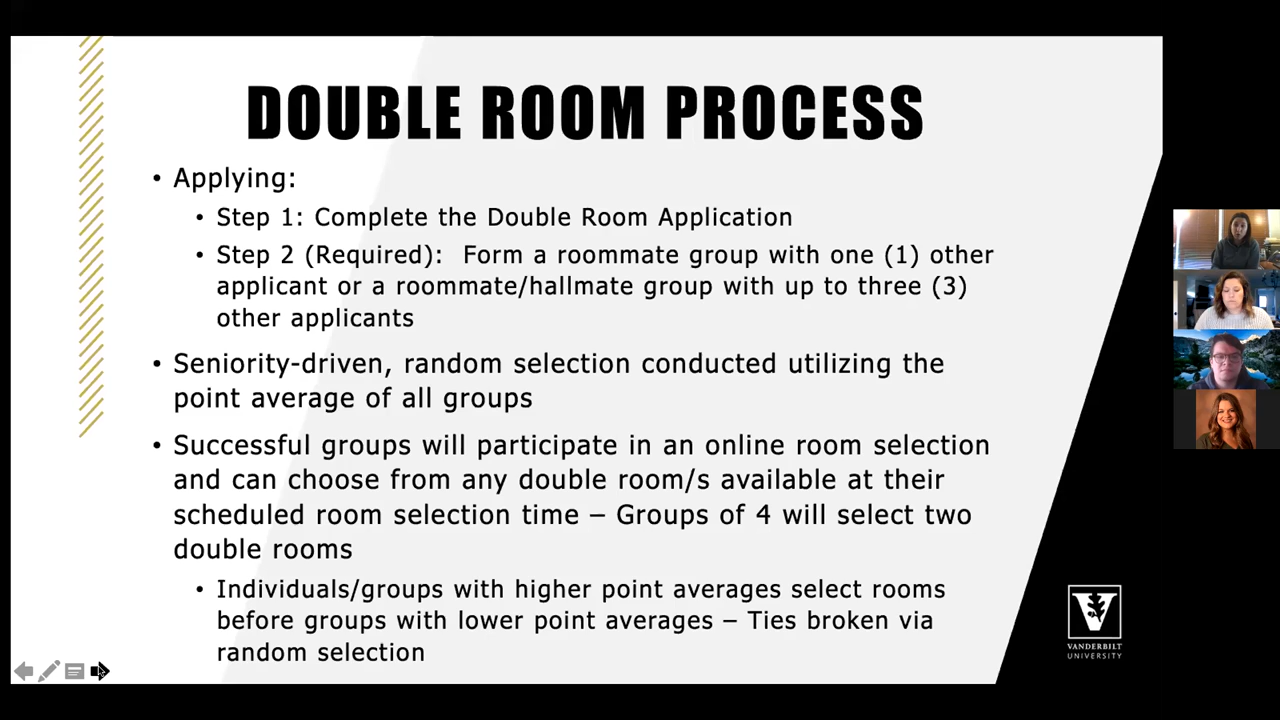 DOUBLE ROOM PROCESS
• Applying:
• Step 1: Complete the Double Room Application
• Step 2 (Required): Form a roommate group with one (1) other
applicant or a roommate/hallmate group with up to three (3)
other applicants
• Seniority-driven, random selection conducted utilizing the
point average of all groups
• Successful groups will participate in an online room selection
and can choose from any double room/s available at their
scheduled room selection time – Groups of 4 will select two
double rooms
• Individuals/groups with higher point averages select rooms
before groups with lower point averages – Ties broken via
random selection
V
VANDERBILT
UNIVERSITY